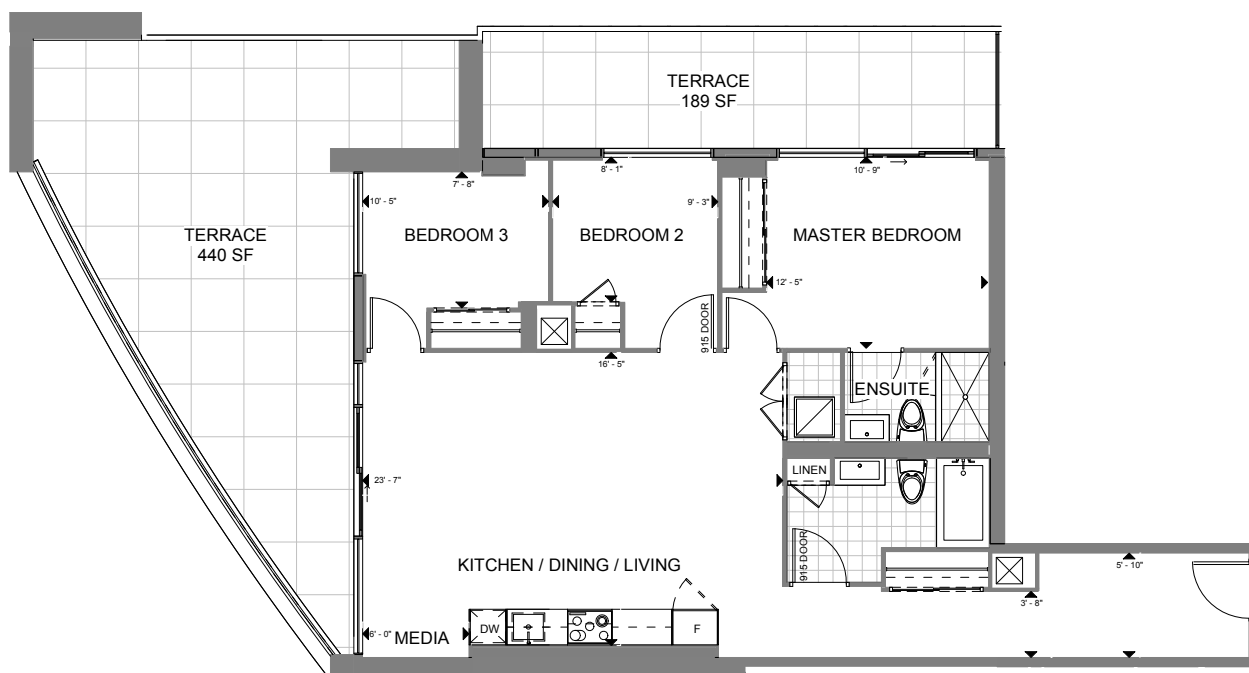 TERRACE
189 SF
8' - 1"
10' - 9"
7' - 8"
10' - 5"
9' - 3"
TERRACE
440 SF
BEDROOM 3
BEDROOM 2
MASTER BEDROOM
12' - 5"
915 DOOR
16' - 5"
ENSUITE
LINEN
23' - 7"
915 DOOR
KITCHEN / DINING / LIVING
5' - 10"
3' - 8"
6' - 0"
MEDIA
DW
F